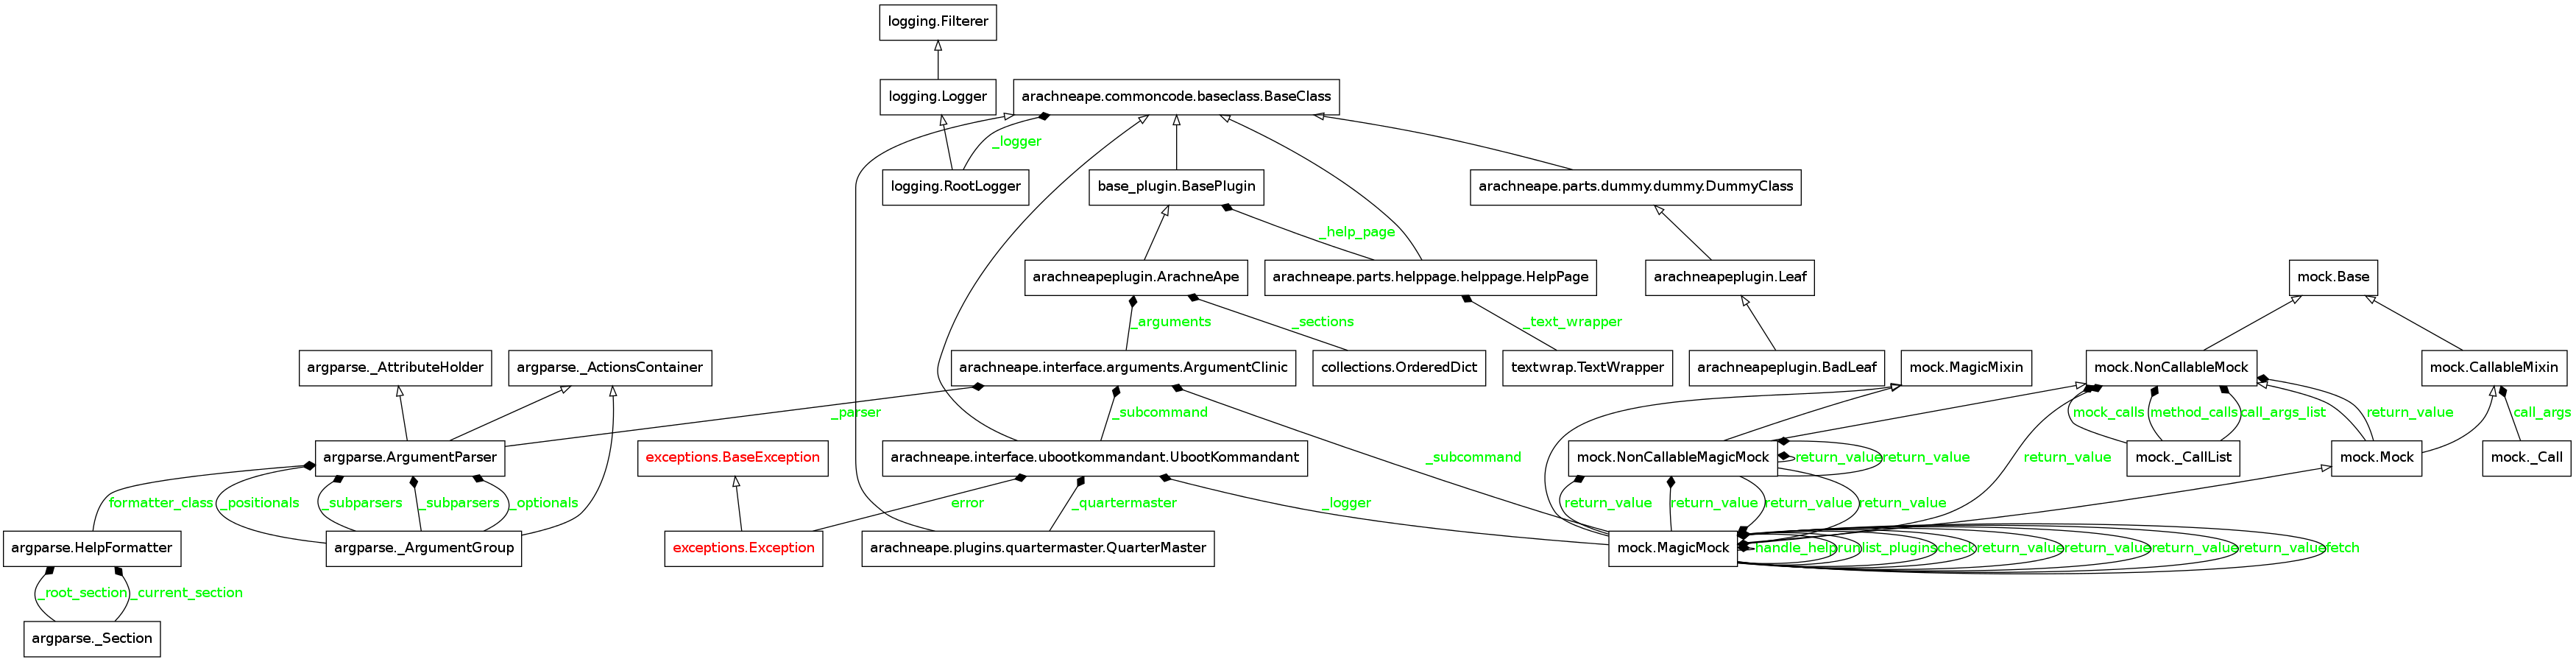 logging.Filterer
logging.Logger
arachneape.commoncode.baseclass.BaseClass
_logger
logging.RootLogger
base_plugin.BasePlugin
arachneape.parts.dummy.dummy.DummyClass
_help_page
arachneapeplugin.ArachneApe
arachneape.parts.helppage.helppage.HelpPage
arachneapeplugin.Leaf
mock.Base
_arguments
_sections
_text_wrapper
argparse._AttributeHolder
argparse._ActionsContainer
arachneape.interface.arguments.ArgumentClinic
collections.OrderedDict
textwrap.TextWrapper
arachneapeplugin.BadLeaf
mock.MagicMixin
mock.NonCallableMock
mock.CallableMixin
_parser
_subcommand
mock_calls
method_calls
call_args_list
return_value
call_args
argparse.ArgumentParser
exceptions.BaseException
arachneape.interface.ubootkommandant.UbootKommandant
_subcommand
mock.NonCallableMagicMock
return_value
return_value
return_value
mock._CallList
mock.Mock
mock._Call
formatter_class
_positionals
_subparsers
_subparsers
_optionals
error
_quartermaster
_logger
return_value
return_value
return_value
return_value
argparse.HelpFormatter
argparse._ArgumentGroup
exceptions.Exception
arachneape.plugins.quartermaster.QuarterMaster
mock.MagicMock
handle_help
run
list_plugins
check
return_value
return_value
return_value
return_value
fetch
_root_section
_current_section
argparse._Section